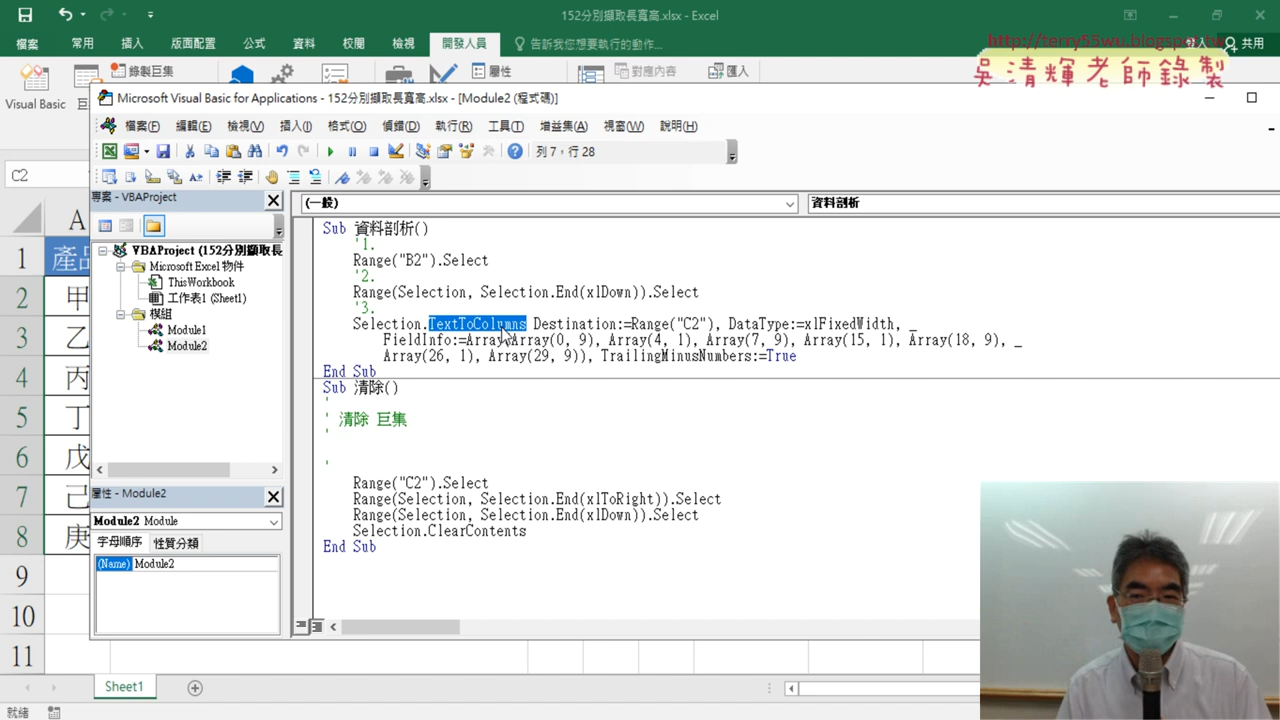 152分別擷取長寬高.xlsx - Excel
檔案 常用 插入 版面配置 公式 資料 校閱 檢視 開發人員 告訴我您想要執行的動作... 共用
http://terry55wu.blogspot.tw
吳清輝老師錄製
錄製巨集 屬性 對應內容 匯入
Visual Basic
Microsoft Visual Basic for Applications - 152分別擷取長寬高.xlsx - [Module2 (程式碼)]
檔案(F) 編輯(E) 檢視(V) 插入(I) 格式(O) 偵錯(D) 執行(R) 工具(T) 增益集(A) 視窗(W) 說明(H)
列 7，行 28
C2
專案 - VBAProject
(一般) 資料剖析
VBAProject (152分別擷取長
Microsoft Excel 物件
ThisWorkbook
工作表1 (Sheet1)
模組
Module1
Module2
屬性 - Module2
Module2 Module
字母順序 性質分類
(Name) Module2
Sub 資料剖析()
'1.
Range("B2").Select
'2.
Range(Selection, Selection.End(xlDown)).Select
'3.
Selection.TextToColumns Destination:=Range("C2"), DataType:=xlFixedWidth, _
FieldInfo:=Array(Array(0, 9), Array(4, 1), Array(7, 9), Array(15, 1), Array(18, 9), _
Array(26, 1), Array(29, 9)), TrailingMinusNumbers:=True
End Sub
Sub 清除()
'
' 清除 巨集
'
'
Range("C2").Select
Range(Selection, Selection.End(xlToRight)).Select
Range(Selection, Selection.End(xlDown)).Select
Selection.ClearContents
End Sub
A
1 產品
2 甲
3 乙
4 丙
5 丁
6 戊
7 己
8 庚
9
10
11
Sheet1
就緒